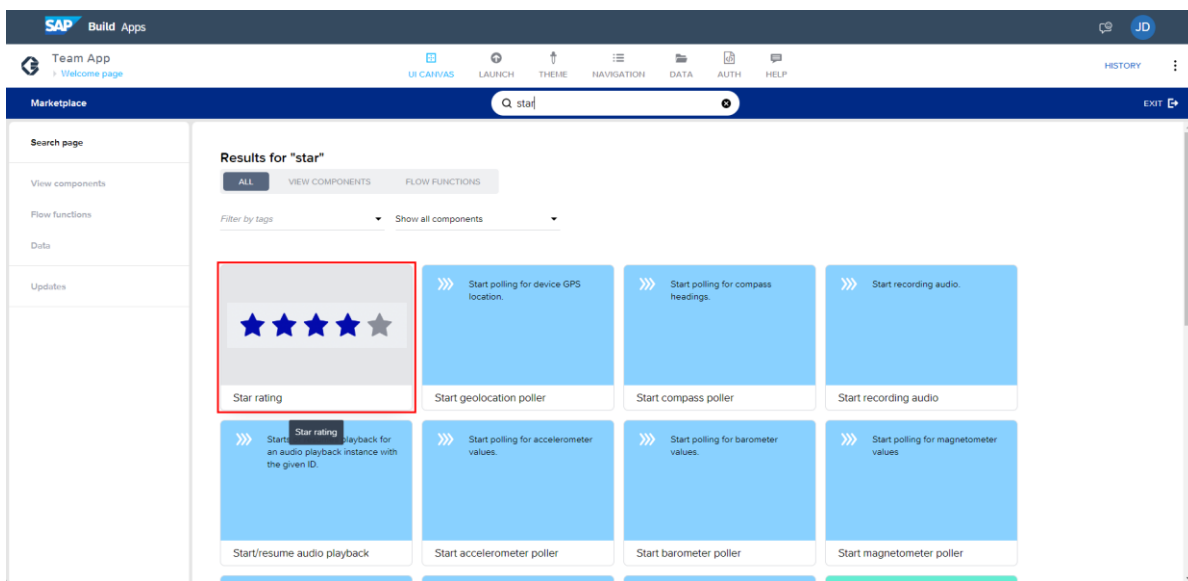 SAP Build Apps
JD
Team App
Welcome page
UI CANVAS
LAUNCH
THEME
NAVIGATION
DATA
AUTH
HELP
HISTORY
Marketplace
star
EXIT
Search page
View components
Flow functions
Data
Updates
Results for "star"
ALL
VIEW COMPONENTS
FLOW FUNCTIONS
Filter by tags
Show all components
Star rating
Start polling for device GPS
location.
Start geolocation poller
Start polling for compass
headings.
Start compass poller
Start recording audio.
Start recording audio
Star rating
Starts playback for
an audio playback instance with
the given ID.
Start/resume audio playback
Start polling for accelerometer
values.
Start accelerometer poller
Start polling for barometer
values.
Start barometer poller
Start polling for magnetometer
values
Start magnetometer poller